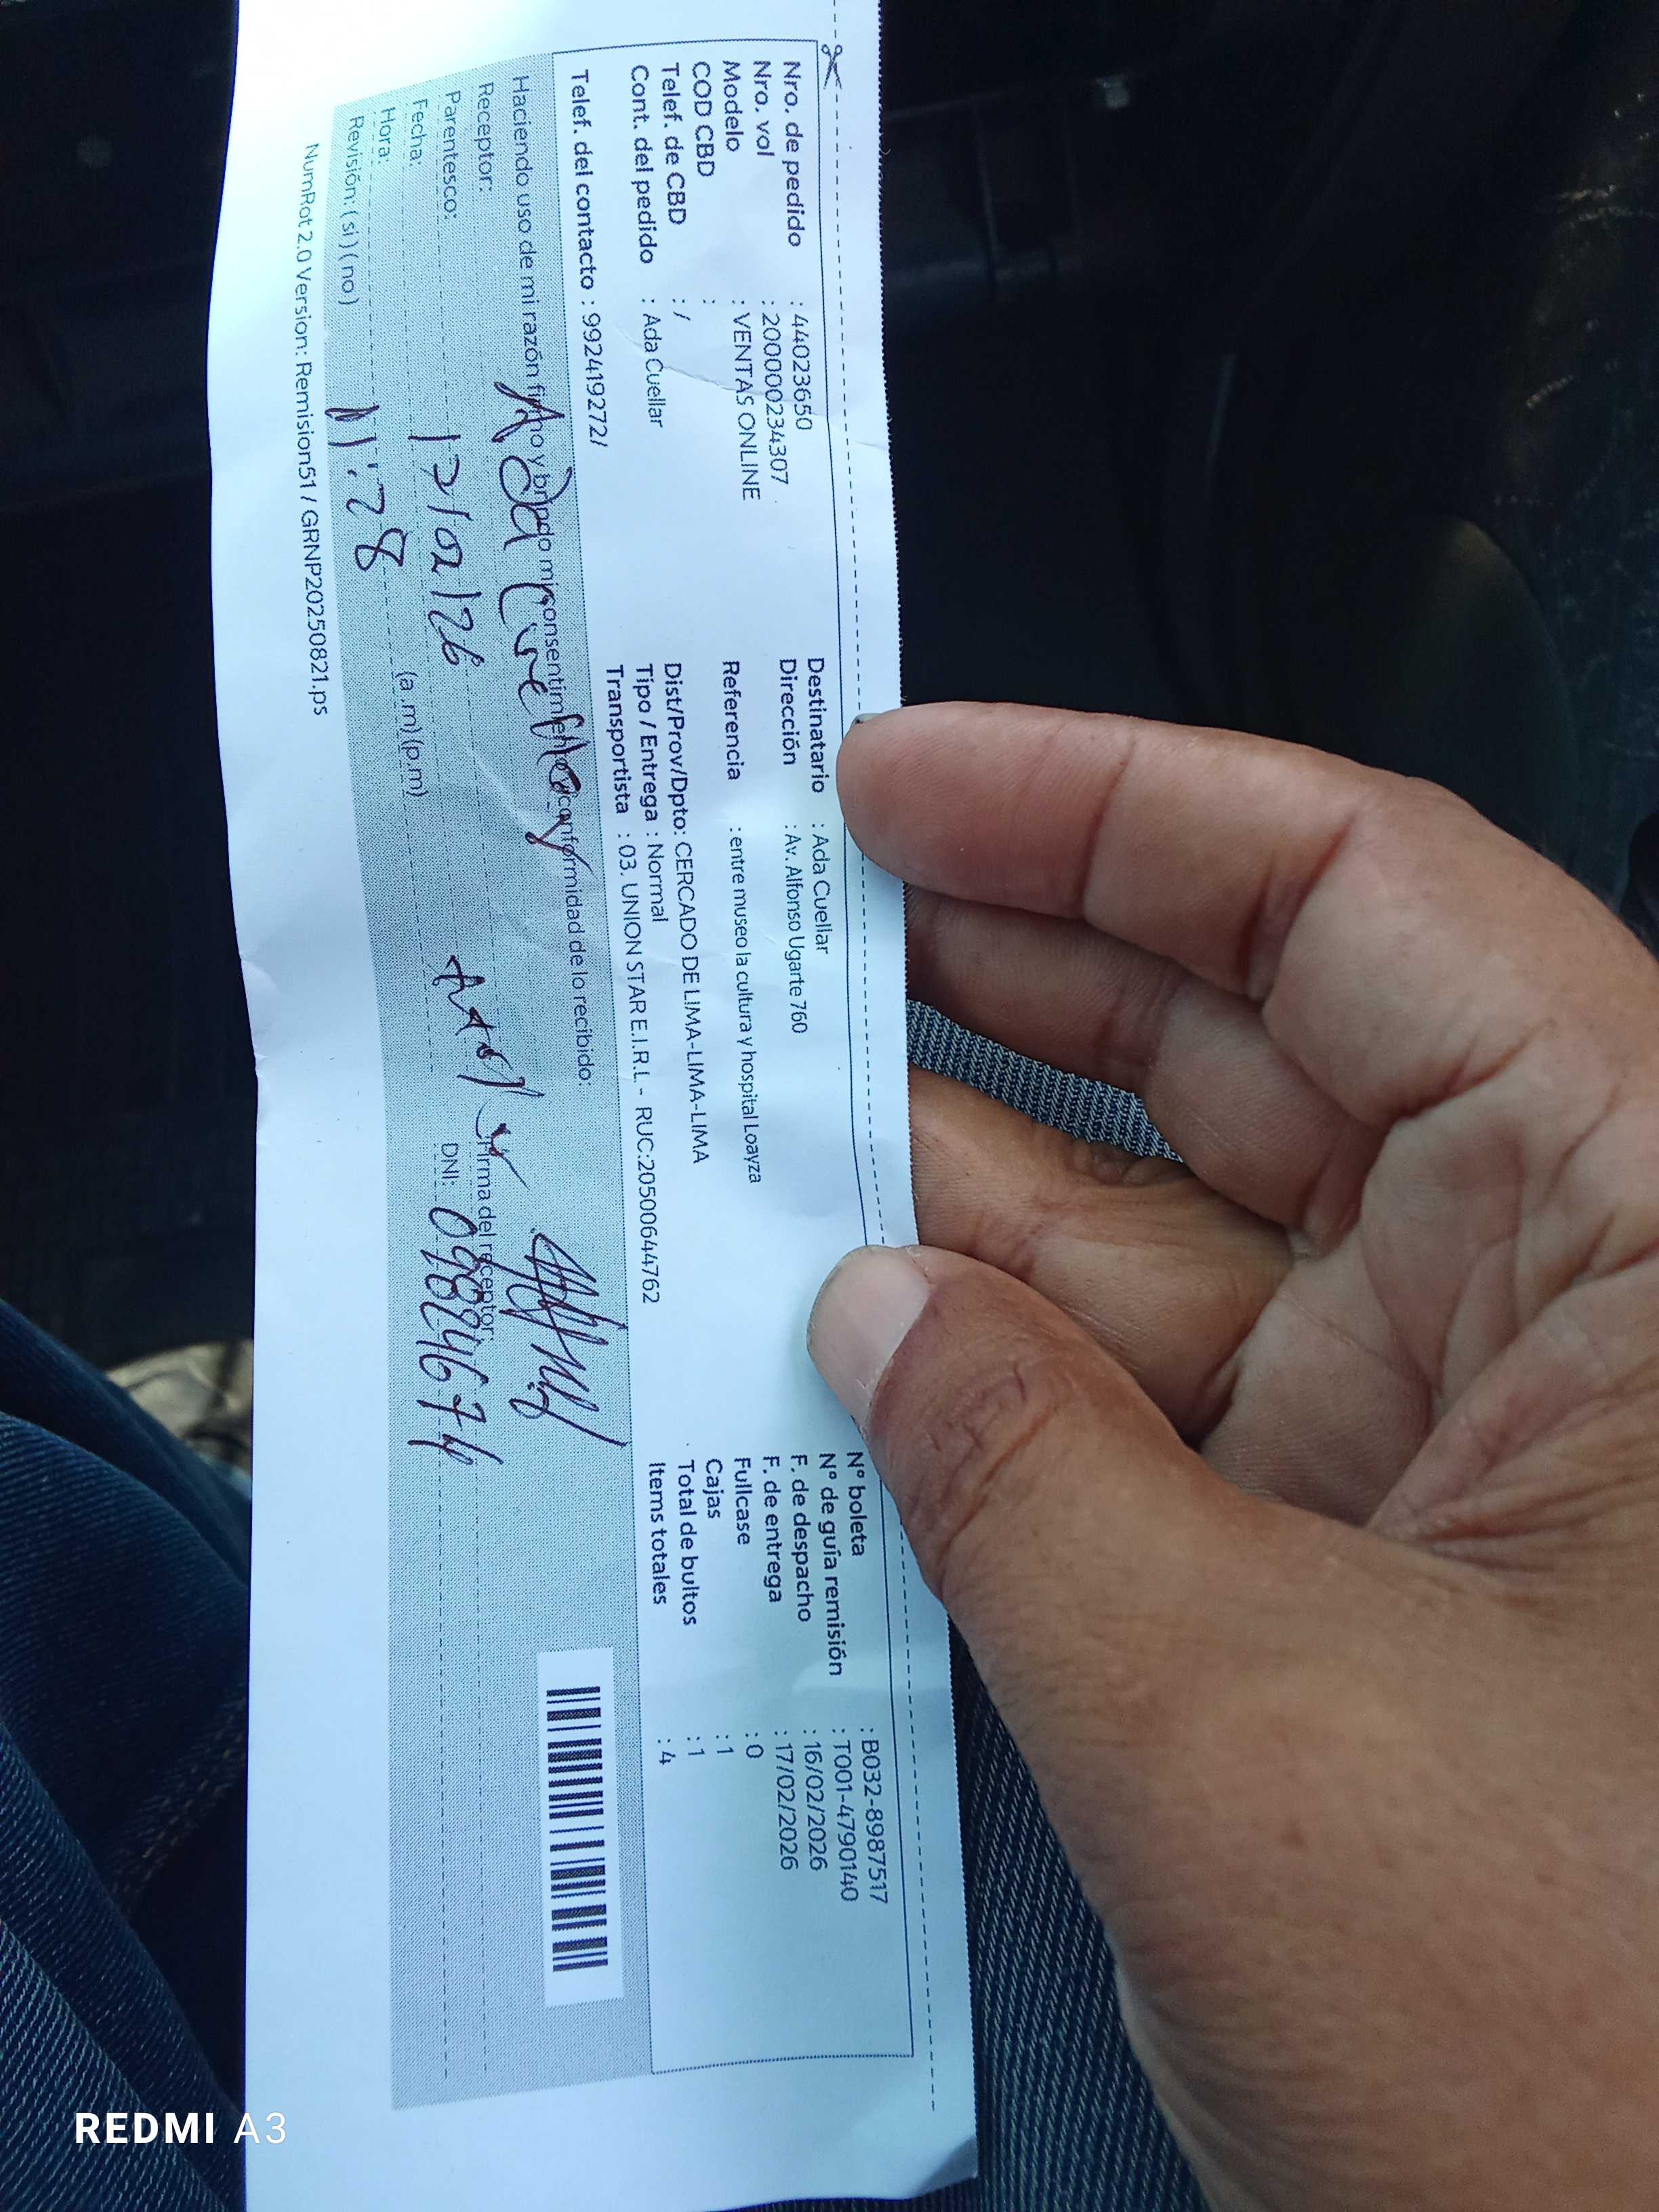 Nro. de pedido : 44023650
Nro. vol : 2000000234307
Modelo : VENTAS ONLINE
COD CBD :
Telef. de CBD : /
Cont. del pedido : Ada Cuellar
Telef. del contacto : 992419272/
Destinatario : Ada Cuellar
Dirección : Av. Alfonso Ugarte 760
Referencia : entre museo la cultura y hospital Loayza
Dist/Prov/Dpto: CERCADO DE LIMA-LIMA-LIMA
Tipo / Entrega : Normal
Transportista : 03. UNION STAR E.I.R.L - RUC:20500644762
N° boleta : B032-8987517
N° de guía remisión : T001-4790140
F. de despacho : 16/02/2026
F. de entrega : 17/02/2026
Fullcase : 0
Cajas : 1
Total de bultos : 1
Items totales : 4
Haciendo uso de mi razón firmo y brindo mi consentimiento y conformidad de lo recibido:
Receptor: Ada Cuellar
Parentesco:
Fecha: 17/02/26
Hora: 11:28 (a.m) (p.m)
Revisión: (si) (no)
Firma del receptor:
DNI:
NumRot 2.0 Version: Remision51 / GRNP20250821.ps
REDMI A3